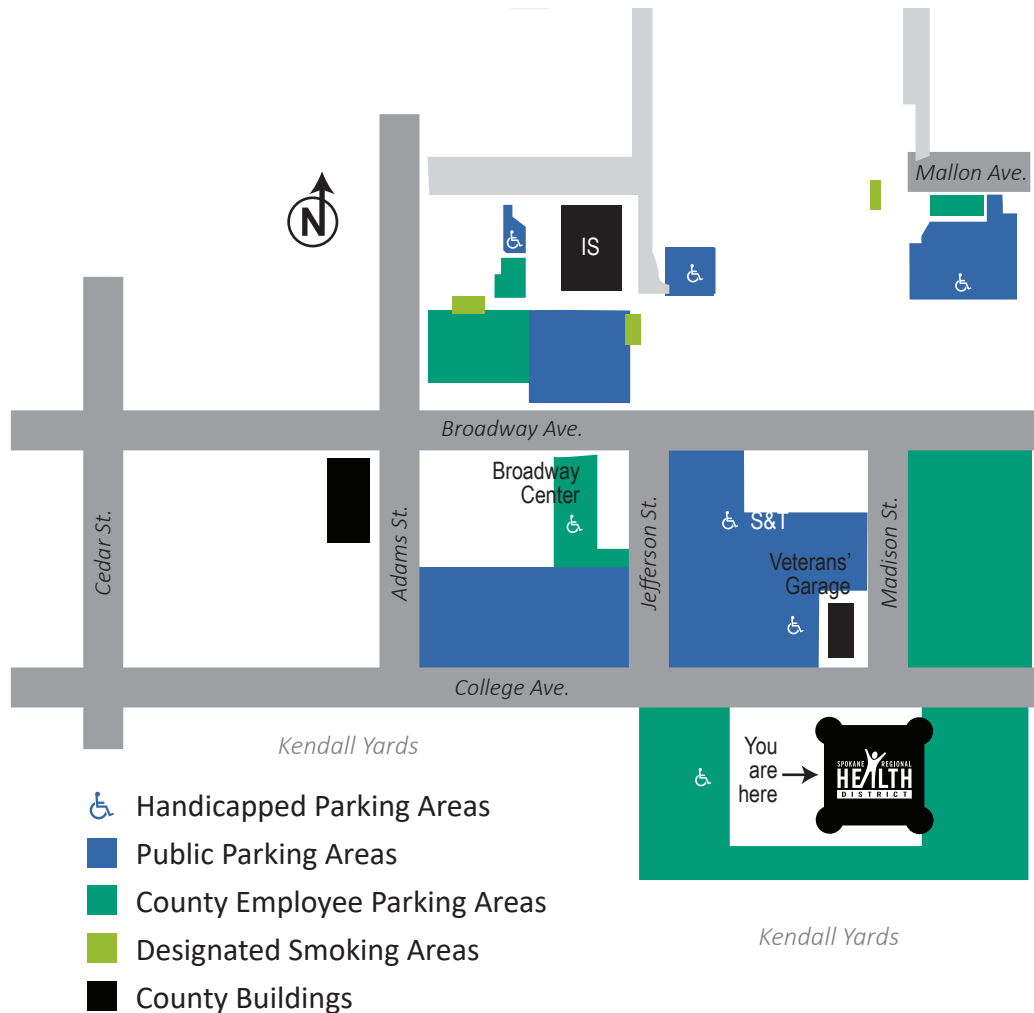 Mallon Ave.
N
IS
Broadway Ave.
Broadway
Center
S&T
Veterans'
Garage
Cedar St.
Adams St.
Jefferson St.
Madison St.
College Ave.
Kendall Yards
You
are
here
SPOKANE REGIONAL
HEALTH
DISTRICT
Handicapped Parking Areas
Public Parking Areas
County Employee Parking Areas
Designated Smoking Areas
County Buildings
Kendall Yards